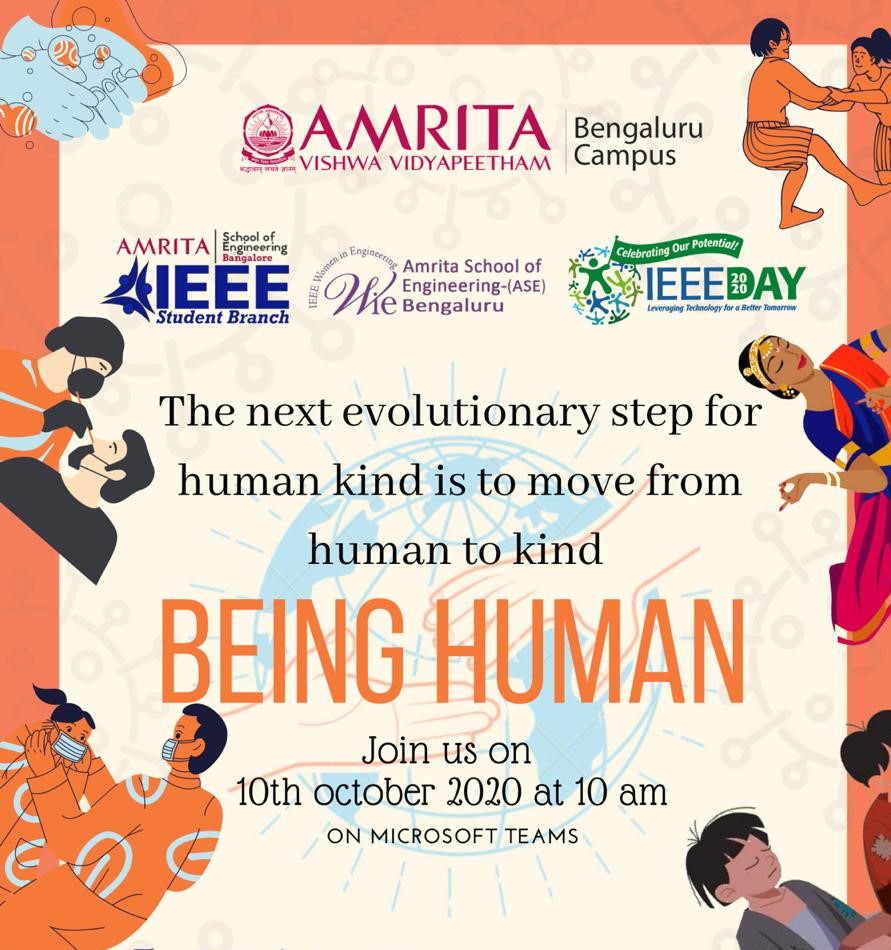 AMRITA
VISHWA VIDYAPEETHAM
श्रद्धावान् लभते ज्ञानम्
Bengaluru
Campus
AMRITA
School of
Engineering
Bangalore
IEEE
Student Branch
IEEE Women in Engineering
WiE
Amrita School of
Engineering-(ASE)
Bengaluru
Celebrating Our Potential!
IEEE DAY
2020
Leveraging Technology for a Better Tomorrow
The next evolutionary step for
human kind is to move from
human to kind
BEING HUMAN
Join us on
10th october 2020 at 10 am
ON MICROSOFT TEAMS